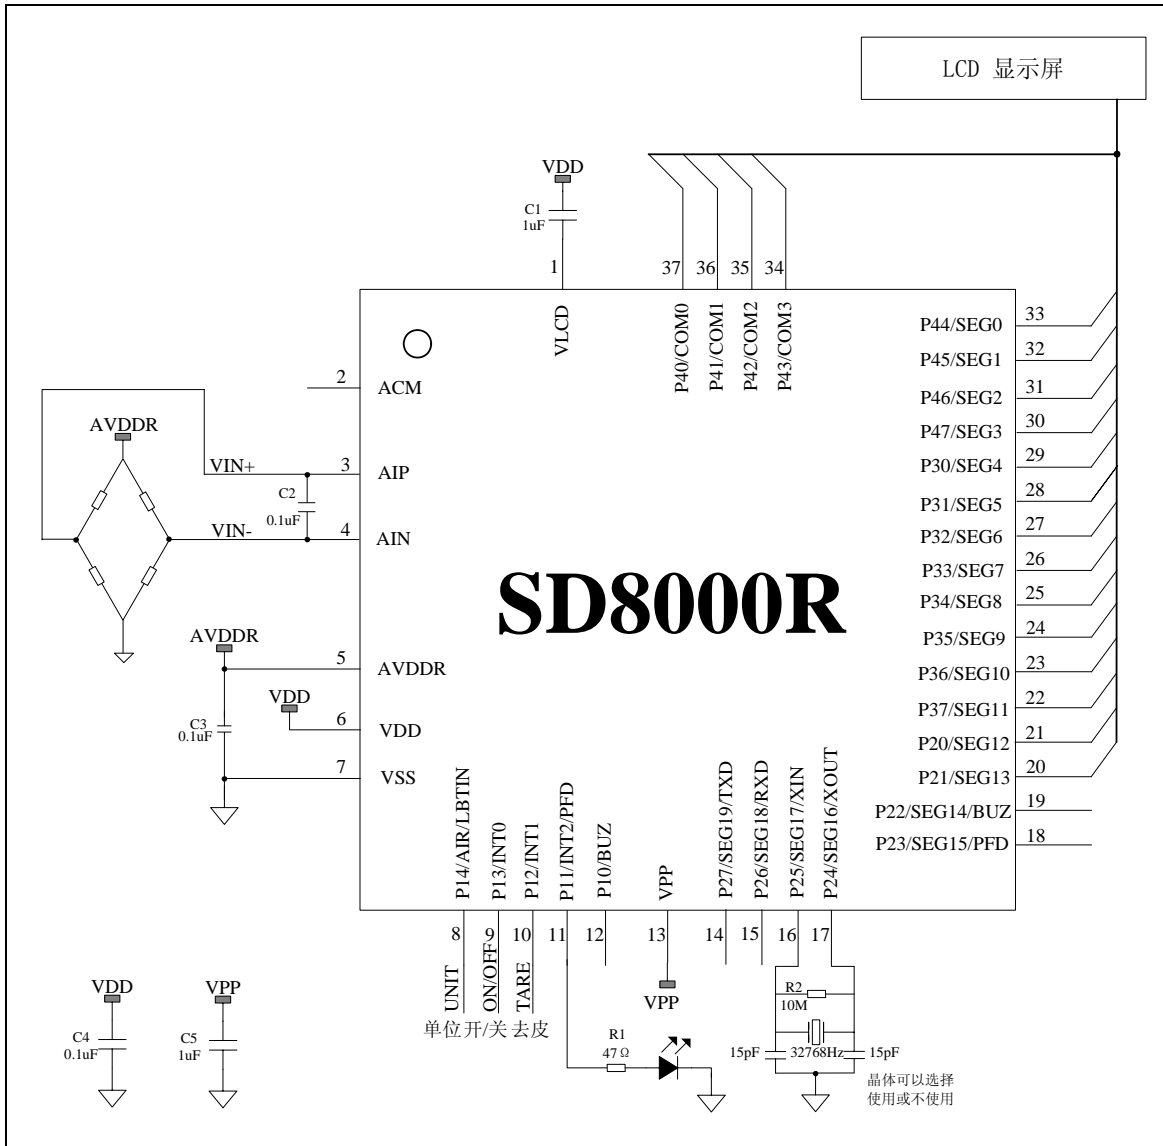 LCD 显示屏
VDD
C1
1uF
1
37
36
35
34
VLCD
P40/COM0
P41/COM1
P42/COM2
P43/COM3
2
ACM
AVDDR
VIN+
3
AIP
C2
0.1uF
VIN-
4
AIN
SD8000R
AVDDR
5
AVDDR
VDD
6
VDD
C3
0.1uF
7
VSS
P44/SEG0
33
P45/SEG1
32
P46/SEG2
31
P47/SEG3
30
P30/SEG4
29
P31/SEG5
28
P32/SEG6
27
P33/SEG7
26
P34/SEG8
25
P35/SEG9
24
P36/SEG10
23
P37/SEG11
22
P20/SEG12
21
P21/SEG13
20
P22/SEG14/BUZ
19
P23/SEG15/PFD
18
P14/AIR/LBTIN
P13/INT0
P12/INT1
P11/INT2/PFD
P10/BUZ
VPP
P27/SEG19/TXD
P26/SEG18/RXD
P25/SEG17/XIN
P24/SEG16/XOUT
8
9
10
11
12
13
14
15
16
17
UNIT
ON/OFF
TARE
单位 开/关 去皮
VPP
R1
47Ω
R2
10M
15pF
32768Hz
15pF
晶体可以选择
使用或不使用
VDD
C4
0.1uF
VPP
C5
1uF